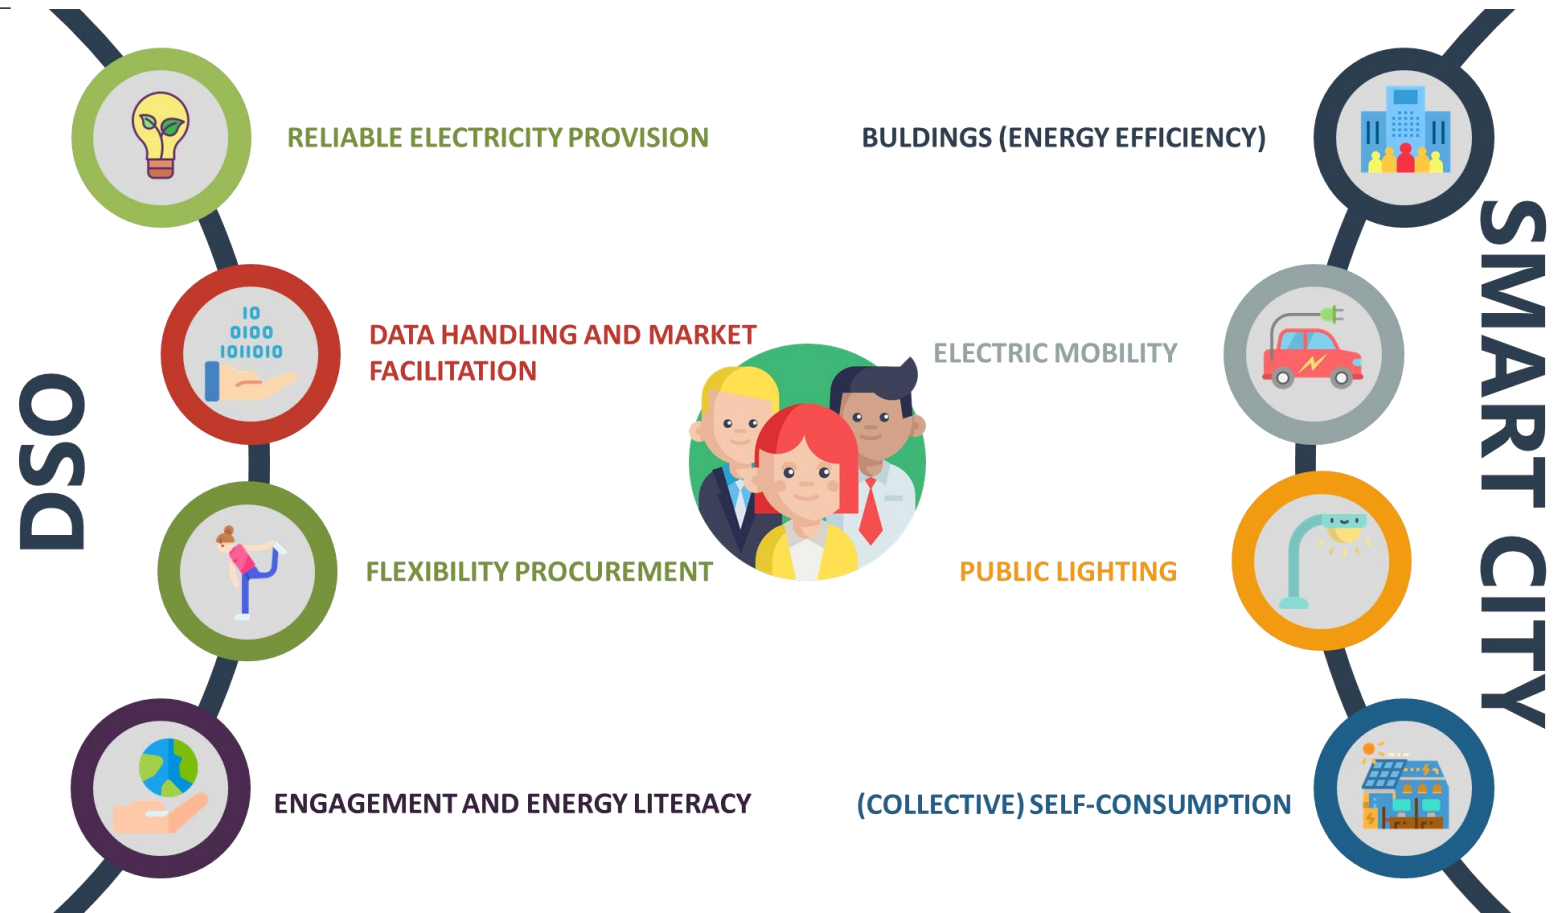 DSO
RELIABLE ELECTRICITY PROVISION
10
0100
1011010
DATA HANDLING AND MARKET
FACILITATION
FLEXIBILITY PROCUREMENT
ENGAGEMENT AND ENERGY LITERACY
BULDINGS (ENERGY EFFICIENCY)
ELECTRIC MOBILITY
PUBLIC LIGHTING
(COLLECTIVE) SELF-CONSUMPTION
SMART CITY